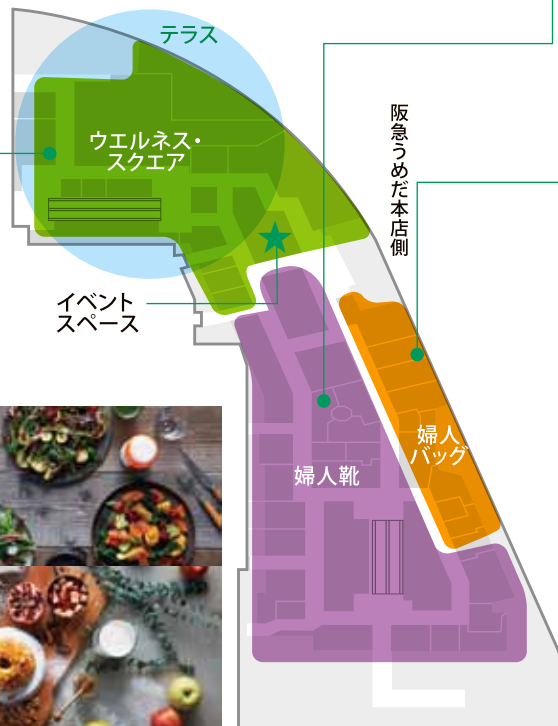 テラス
ウエルネス・
スクエア
阪急うめだ本店側
イベント
スペース
婦人
バッグ
婦人靴